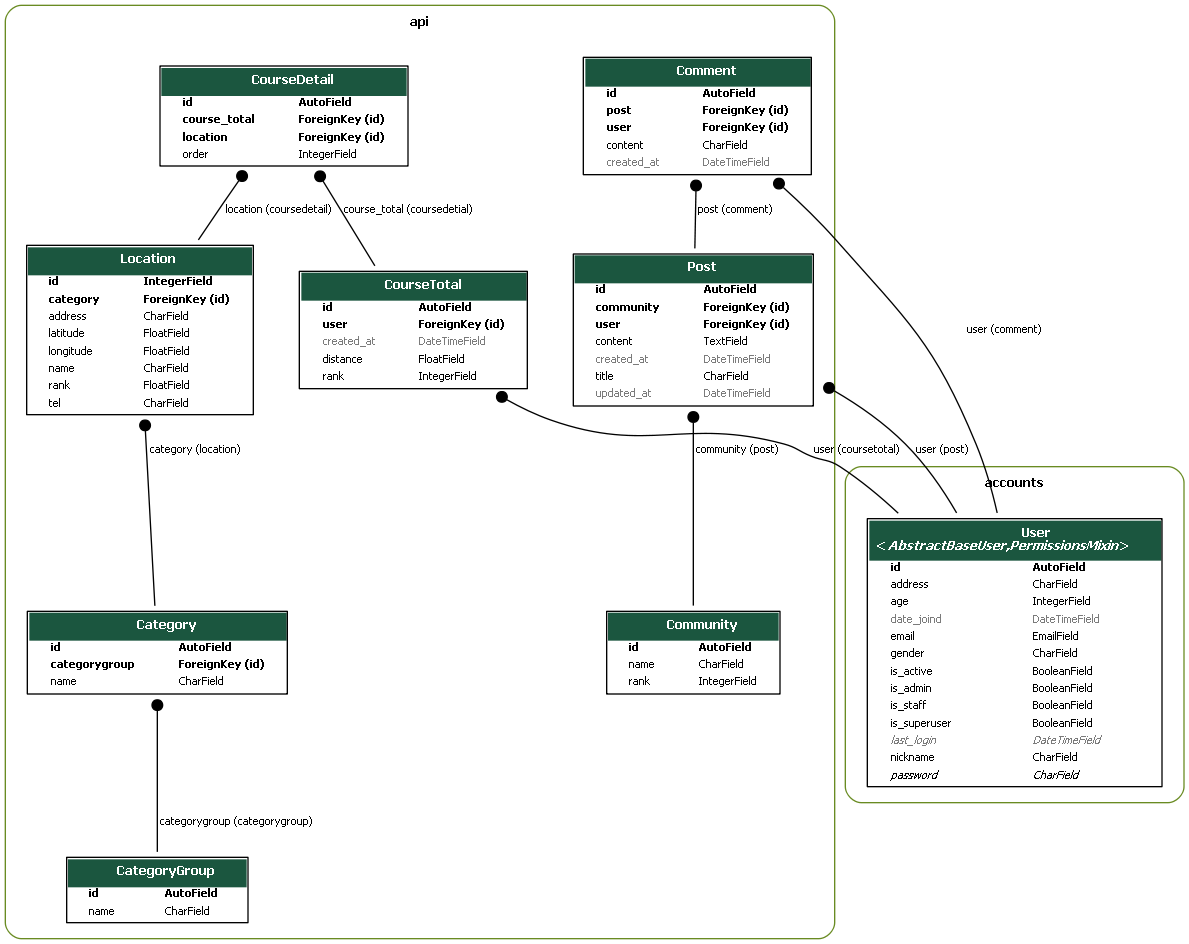 api
CourseDetail
id AutoField
course_total ForeignKey (id)
location ForeignKey (id)
order IntegerField
Comment
id AutoField
post ForeignKey (id)
user ForeignKey (id)
content CharField
created_at DateTimeField
location (coursedetail)
course_total (coursedetial)
post (comment)
Location
id IntegerField
category ForeignKey (id)
address CharField
latitude FloatField
longitude FloatField
name CharField
rank FloatField
tel CharField
CourseTotal
id AutoField
user ForeignKey (id)
created_at DateTimeField
distance FloatField
rank IntegerField
Post
id AutoField
community ForeignKey (id)
user ForeignKey (id)
content TextField
created_at DateTimeField
title CharField
updated_at DateTimeField
user (comment)
category (location)
community (post)
user (coursetotal)
user (post)
accounts
User
< AbstractBaseUser,PermissionsMixin>
id AutoField
address CharField
age IntegerField
date_joind DateTimeField
email EmailField
gender CharField
is_active BooleanField
is_admin BooleanField
is_staff BooleanField
is_superuser BooleanField
last_login DateTimeField
nickname CharField
password CharField
Category
id AutoField
categorygroup ForeignKey (id)
name CharField
Community
id AutoField
name CharField
rank IntegerField
categorygroup (categorygroup)
CategoryGroup
id AutoField
name CharField